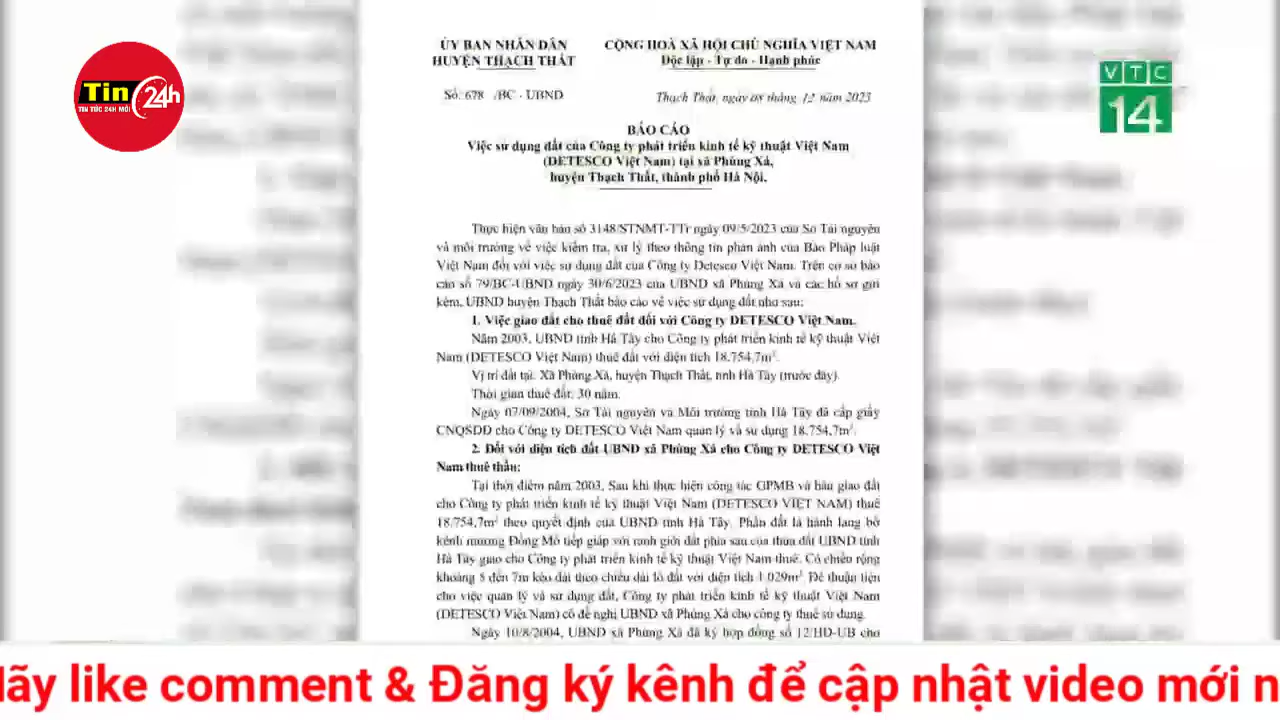 ỦY BAN NHÂN DÂN
HUYỆN THẠCH THẤT
CỘNG HOÀ XÃ HỘI CHỦ NGHĨA VIỆT NAM
Độc lập - Tự do - Hạnh phúc
Số: 678 /BC - UBND
Thạch Thất, ngày 08 tháng 12 năm 2023
Tin 24h
TIN TỨC 24H MỚI
VTC
14
BÁO CÁO
Việc sử dụng đất của Công ty phát triển kinh tế kỹ thuật Việt Nam
(DETESCO Việt Nam) tại xã Phùng Xá,
huyện Thạch Thất, thành phố Hà Nội.
Thực hiện văn bản số 3148/STNMT-TTr ngày 09/5/2023 của Sở Tài nguyên
và môi trường về việc kiểm tra, xử lý theo thông tin phản ánh của Báo Pháp luật
Việt Nam đối với việc sử dụng đất của Công ty Detesco Việt Nam. Trên cơ sở báo
cáo số 79/BC-UBND ngày 30/6/2023 của UBND xã Phùng Xá và các hồ sơ gửi
kèm, UBND huyện Thạch Thất báo cáo về việc sử dụng đất như sau:
1. Việc giao đất cho thuê đất đối với Công ty DETESCO Việt Nam.
Năm 2003, UBND tỉnh Hà Tây cho Công ty phát triển kinh tế kỹ thuật Việt
Nam (DETESCO Việt Nam) thuê đất với diện tích 18.754,7m².
Vị trí đất tại: Xã Phùng Xá, huyện Thạch Thất, tỉnh Hà Tây (trước đây).
Thời gian thuê đất: 30 năm.
Ngày 07/09/2004, Sở Tài nguyên và Môi trường tỉnh Hà Tây đã cấp giấy
CNQSDĐ cho Công ty DETESCO Việt Nam quản lý và sử dụng 18.754,7m².
2. Đối với diện tích đất UBND xã Phùng Xá cho Công ty DETESCO Việt
Nam thuê thầu:
Tại thời điểm năm 2003, Sau khi thực hiện công tác GPMB và bàn giao đất
cho Công ty phát triển kinh tế kỹ thuật Việt Nam (DETESCO VIỆT NAM) thuê
18.754,7m² theo quyết định của UBND tỉnh Hà Tây. Phần đất là hành lang bờ
kênh mương Đồng Mô tiếp giáp với ranh giới đất phía sau của thửa đất UBND tỉnh
Hà Tây giao cho Công ty phát triển kinh tế kỹ thuật Việt Nam thuê. Có chiều rộng
khoảng 5 đến 7m kéo dài theo chiều dài lô đất với diện tích 1.029m². Để thuận tiện
cho việc quản lý và sử dụng đất, Công ty phát triển kinh tế kỹ thuật Việt Nam
(DETESCO Việt Nam) có đề nghị UBND xã Phùng Xá cho công ty thuê sử dụng.
Ngày 10/8/2004, UBND xã Phùng Xá đã ký hợp đồng số 12/HĐ-UB cho
Hãy like comment & Đăng ký kênh để cập nhật video mới n